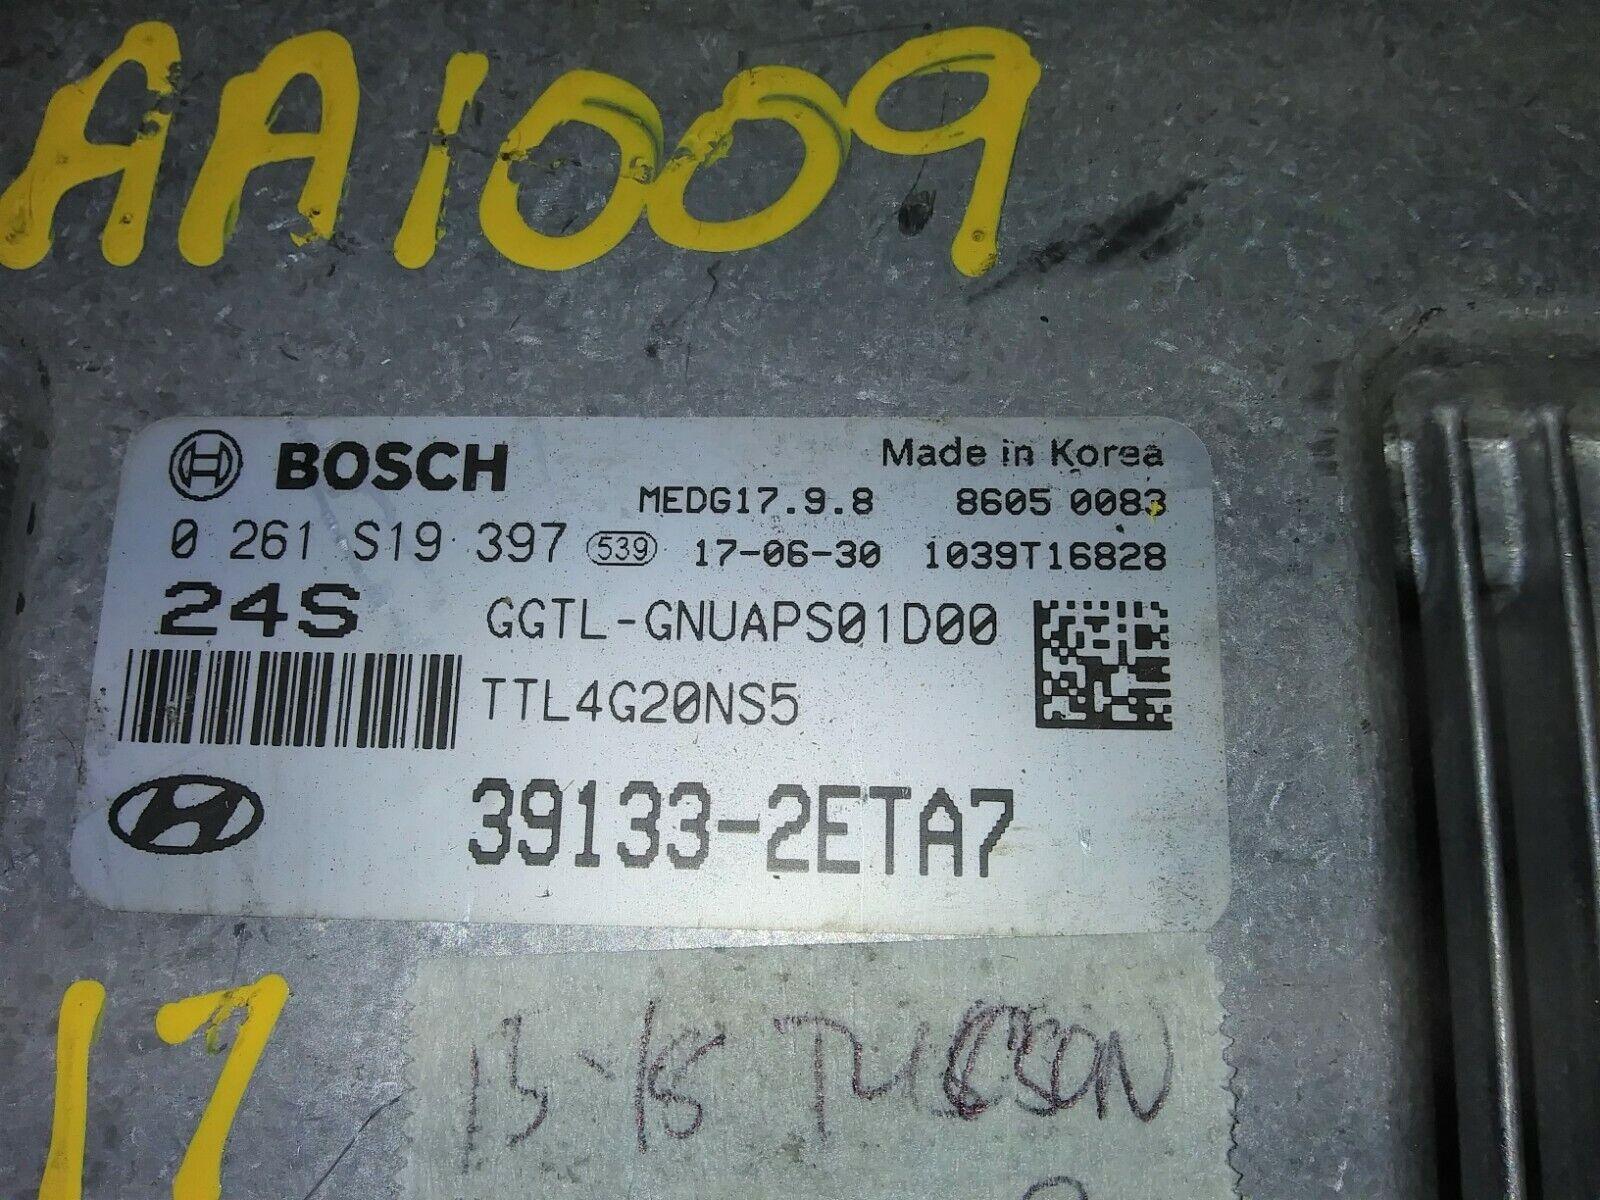 AA1009
BOSCH Made in Korea
MEDG17.9.8 8605 0083
0 261 S19 397 539 17-06-30 1039T16828
24S GGTL-GNUAPS01D00
TTL4G20NS5
39133-2ETA7
17
13-15 TUCSON